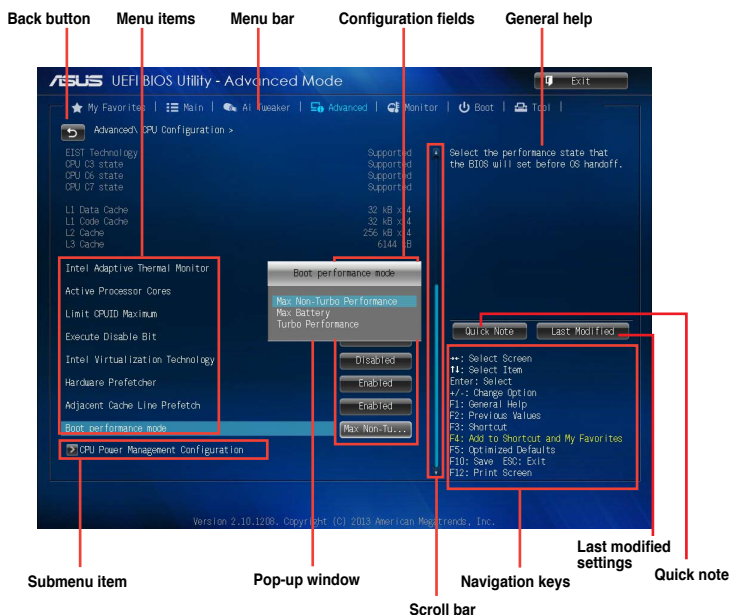 Back button
Menu items
Menu bar
Configuration fields
General help
ASUS UEFI BIOS Utility - Advanced Mode
Exit
My Favorites | Main | Ai Tweaker | Advanced | Monitor | Boot | Tool |
Advanced\ CPU Configuration >
EIST Technology Supported
CPU C3 state Supported
CPU C6 state Supported
CPU C7 state Supported
L1 Data Cache 32 kB x 4
L1 Code Cache 32 kB x 4
L2 Cache 256 kB x 4
L3 Cache 6144 kB
Select the performance state that
the BIOS will set before OS handoff.
Intel Adaptive Thermal Monitor
Active Processor Cores
Limit CPUID Maximum
Execute Disable Bit
Intel Virtualization Technology Disabled
Hardware Prefetcher Enabled
Adjacent Cache Line Prefetch Enabled
Boot performance mode Max Non-Tu...
CPU Power Management Configuration
Boot performance mode
Max Non-Turbo Performance
Max Battery
Turbo Performance
Quick Note
Last Modified
→←: Select Screen
↑↓: Select Item
Enter: Select
+/-: Change Option
F1: General Help
F2: Previous Values
F3: Shortcut
F4: Add to Shortcut and My Favorites
F5: Optimized Defaults
F10: Save ESC: Exit
F12: Print Screen
Version 2.10.1208. Copyright (C) 2013 American Megatrends, Inc.
Submenu item
Pop-up window
Scroll bar
Navigation keys
Last modified
settings
Quick note